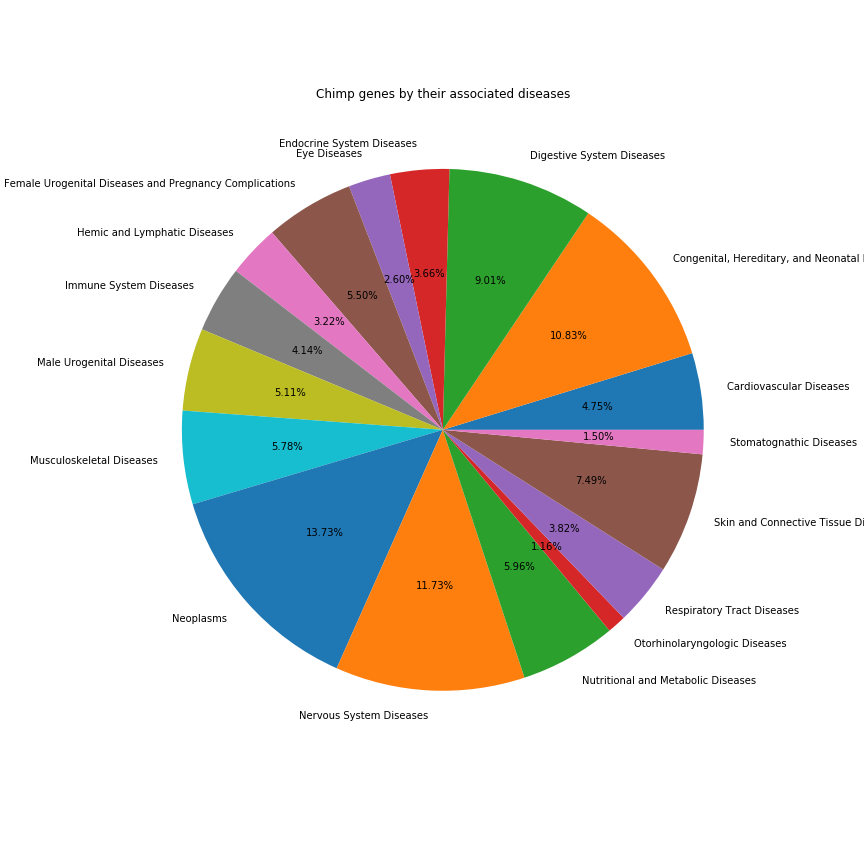 Chimp genes by their associated diseases
Endocrine System Diseases
Eye Diseases
Digestive System Diseases
Female Urogenital Diseases and Pregnancy Complications
Hemic and Lymphatic Diseases
Congenital, Hereditary, and Neonatal
Immune System Diseases
Male Urogenital Diseases
Cardiovascular Diseases
Stomatognathic Diseases
Musculoskeletal Diseases
Skin and Connective Tissue
Respiratory Tract Diseases
Neoplasms
Otorhinolaryngologic Diseases
Nutritional and Metabolic Diseases
Nervous System Diseases
3.66%
2.60%
9.01%
5.50%
3.22%
10.83%
4.14%
5.11%
4.75%
1.50%
5.78%
7.49%
13.73%
3.82%
1.16%
5.96%
11.73%